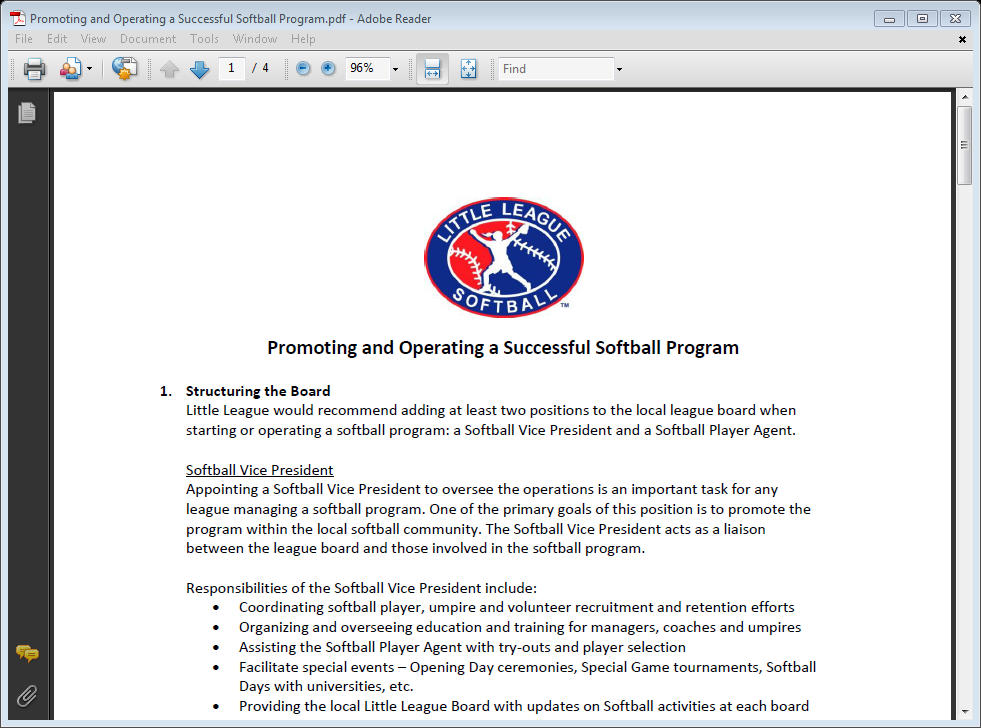 Promoting and Operating a Successful Softball Program.pdf - Adobe Reader
File Edit View Document Tools Window Help
1 / 4 96% Find
LITTLE LEAGUE
SOFTBALL TM
Promoting and Operating a Successful Softball Program
1. Structuring the Board
Little League would recommend adding at least two positions to the local league board when
starting or operating a softball program: a Softball Vice President and a Softball Player Agent.
Softball Vice President
Appointing a Softball Vice President to oversee the operations is an important task for any
league managing a softball program. One of the primary goals of this position is to promote the
program within the local softball community. The Softball Vice President acts as a liaison
between the league board and those involved in the softball program.
Responsibilities of the Softball Vice President include:
• Coordinating softball player, umpire and volunteer recruitment and retention efforts
• Organizing and overseeing education and training for managers, coaches and umpires
• Assisting the Softball Player Agent with try-outs and player selection
• Facilitate special events – Opening Day ceremonies, Special Game tournaments, Softball
Days with universities, etc.
• Providing the local Little League Board with updates on Softball activities at each board